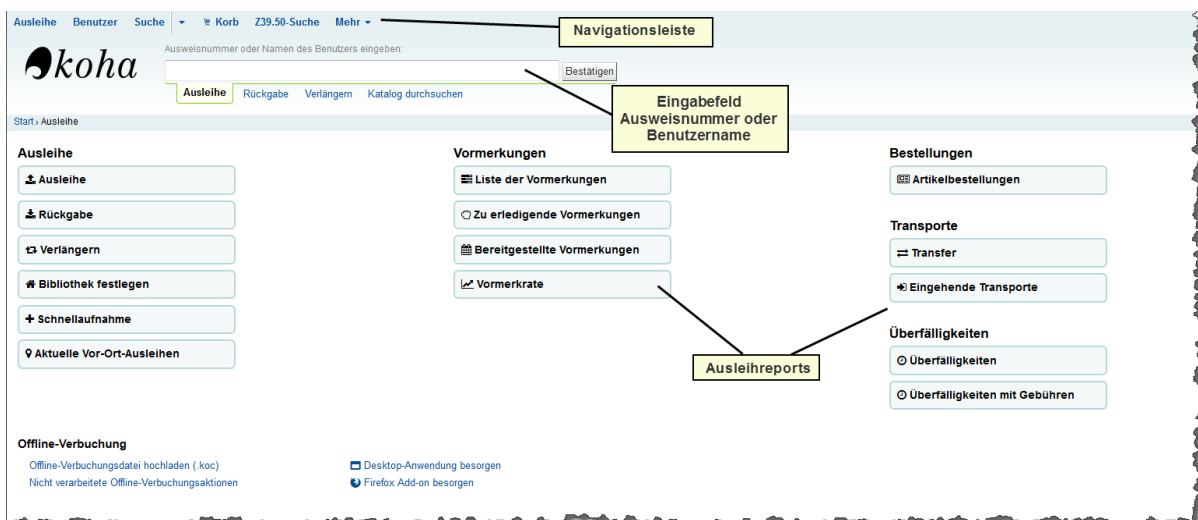 Ausleihe Benutzer Suche Korb Z39.50-Suche Mehr
Navigationsleiste
koha
Ausweisnummer oder Namen des Benutzers eingeben:
Bestätigen
Ausleihe Rückgabe Verlängern Katalog durchsuchen
Eingabefeld
Ausweisnummer oder
Benutzername
Start › Ausleihe
Ausleihe
Ausleihe
Rückgabe
Verlängern
Bibliothek festlegen
Schnellaufnahme
Aktuelle Vor-Ort-Ausleihen
Vormerkungen
Liste der Vormerkungen
Zu erledigende Vormerkungen
Bereitgestellte Vormerkungen
Vormerkrate
Ausleihreports
Bestellungen
Artikelbestellungen
Transporte
Transfer
Eingehende Transporte
Überfälligkeiten
Überfälligkeiten
Überfälligkeiten mit Gebühren
Offline-Verbuchung
Offline-Verbuchungsdatei hochladen (.koc)
Nicht verarbeitete Offline-Verbuchungsaktionen
Desktop-Anwendung besorgen
Firefox Add-on besorgen